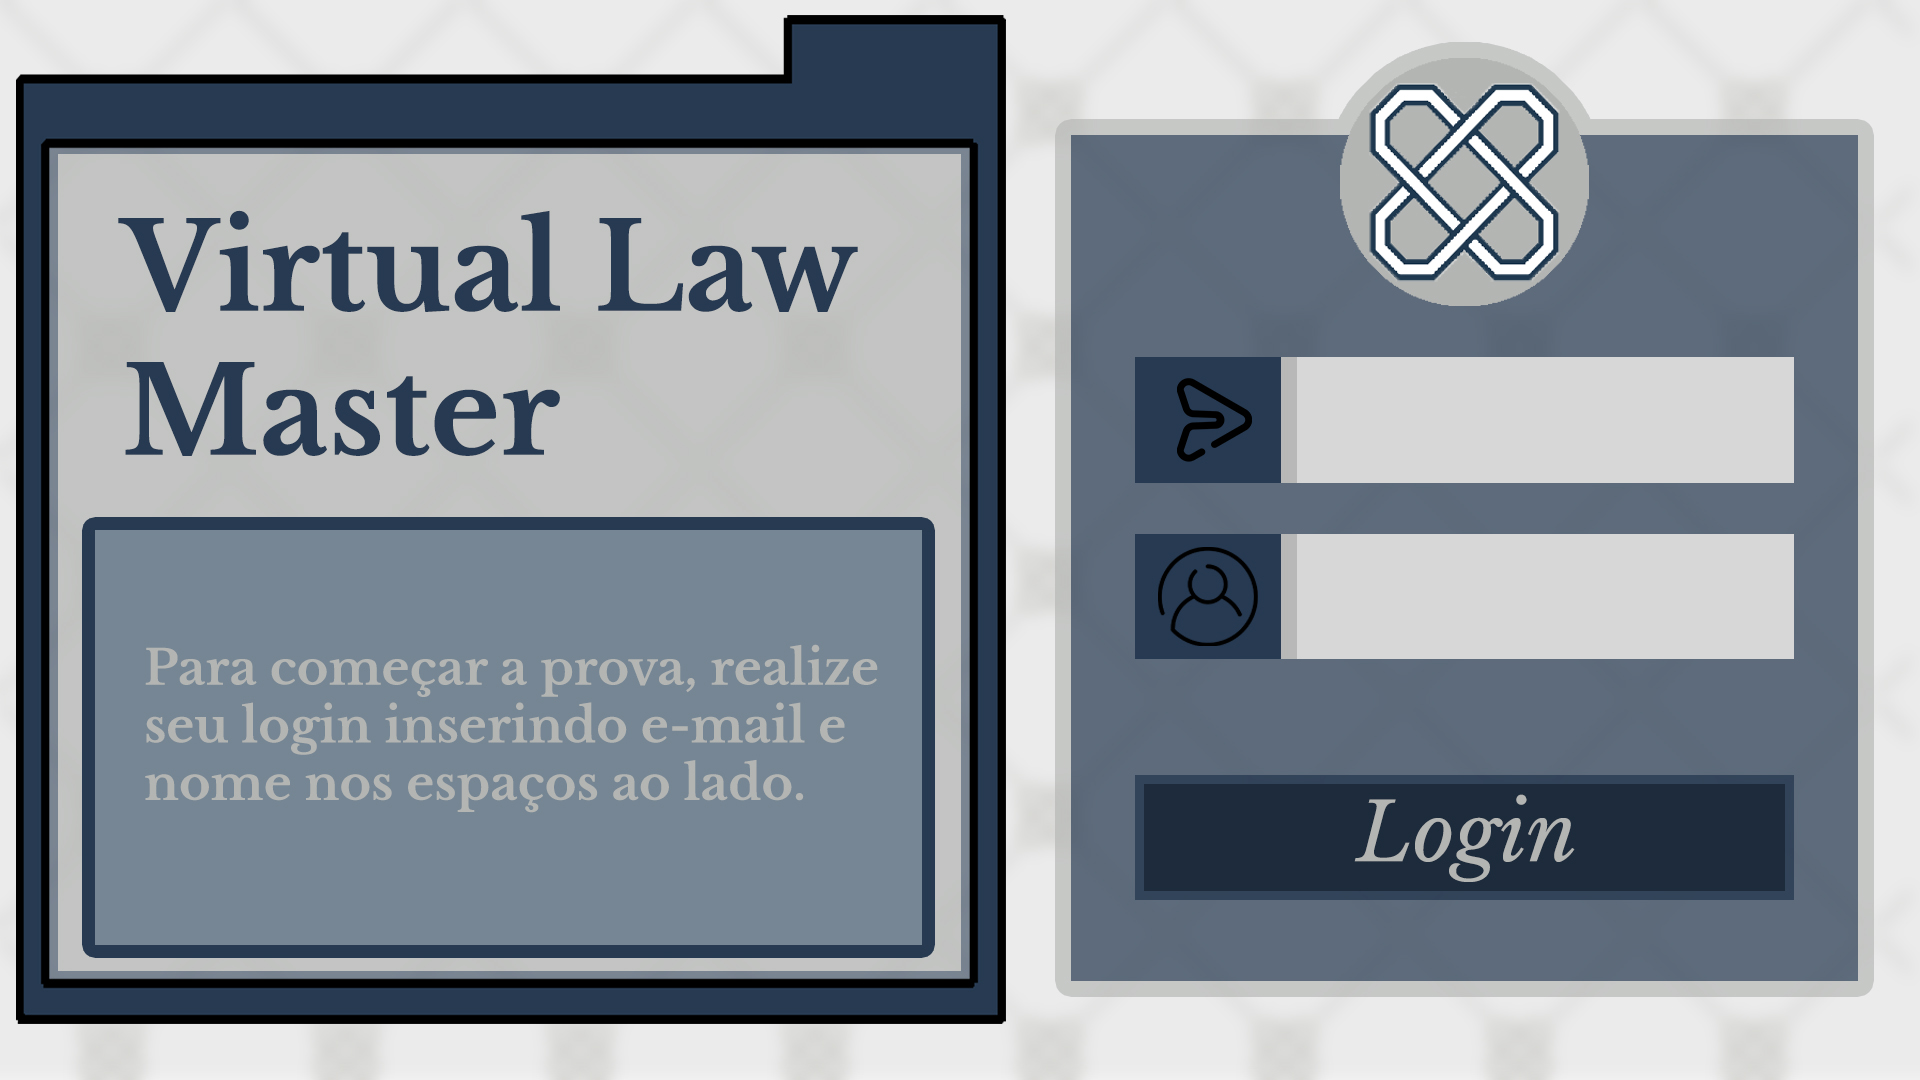 Virtual Law
Master
Para começar a prova, realize
seu login inserindo e-mail e
nome nos espaços ao lado.
Login